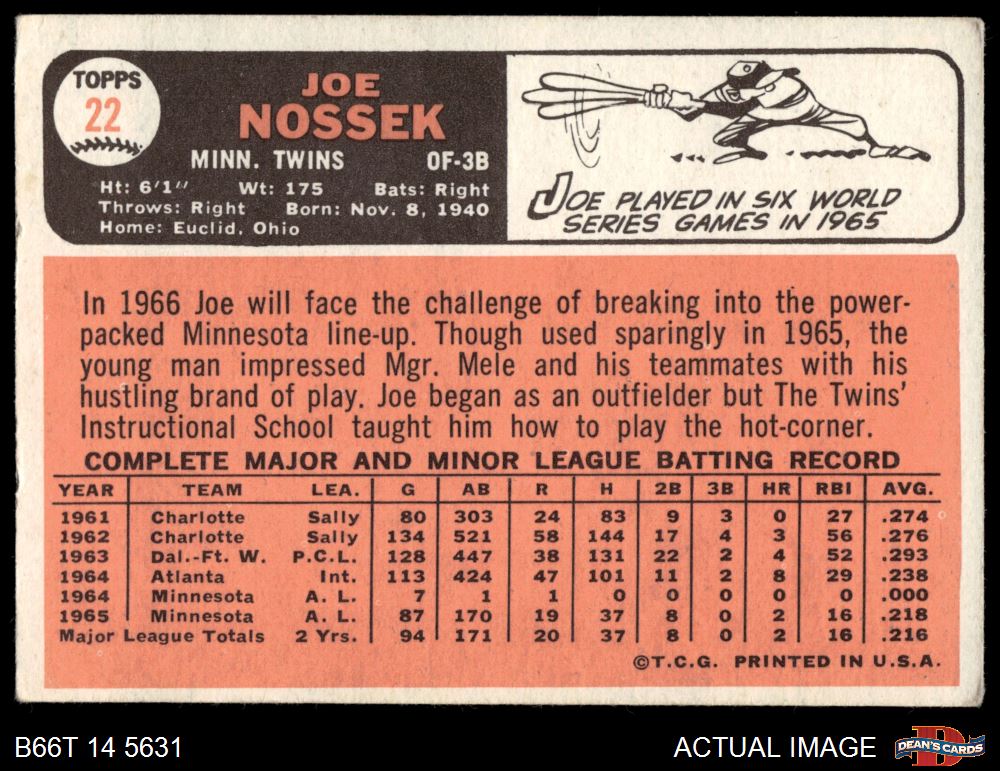 TOPPS
22
JOE
NOSSEK
MINN. TWINS OF-3B
Ht: 6'1" Wt: 175 Bats: Right
Throws: Right Born: Nov. 8, 1940
Home: Euclid, Ohio
JOE PLAYED IN SIX WORLD
SERIES GAMES IN 1965
In 1966 Joe will face the challenge of breaking into the power-
packed Minnesota line-up. Though used sparingly in 1965, the
young man impressed Mgr. Mele and his teammates with his
hustling brand of play. Joe began as an outfielder but The Twins'
Instructional School taught him how to play the hot-corner.
COMPLETE MAJOR AND MINOR LEAGUE BATTING RECORD
YEAR TEAM LEA. G AB R H 2B 3B HR RBI AVG.
1961 Charlotte Sally 80 303 24 83 9 3 0 27 .274
1962 Charlotte Sally 134 521 58 144 17 4 3 56 .276
1963 Dal.-Ft. W. P.C.L. 128 447 38 131 22 2 4 52 .293
1964 Atlanta Int. 113 424 47 101 11 2 8 29 .238
1964 Minnesota A. L. 7 1 1 0 0 0 0 0 .000
1965 Minnesota A. L. 87 170 19 37 8 0 2 16 .218
Major League Totals 2 Yrs. 94 171 20 37 8 0 2 16 .216
©T.C.G. PRINTED IN U.S.A.
B66T 14 5631 ACTUAL IMAGE DEAN'S CARDS